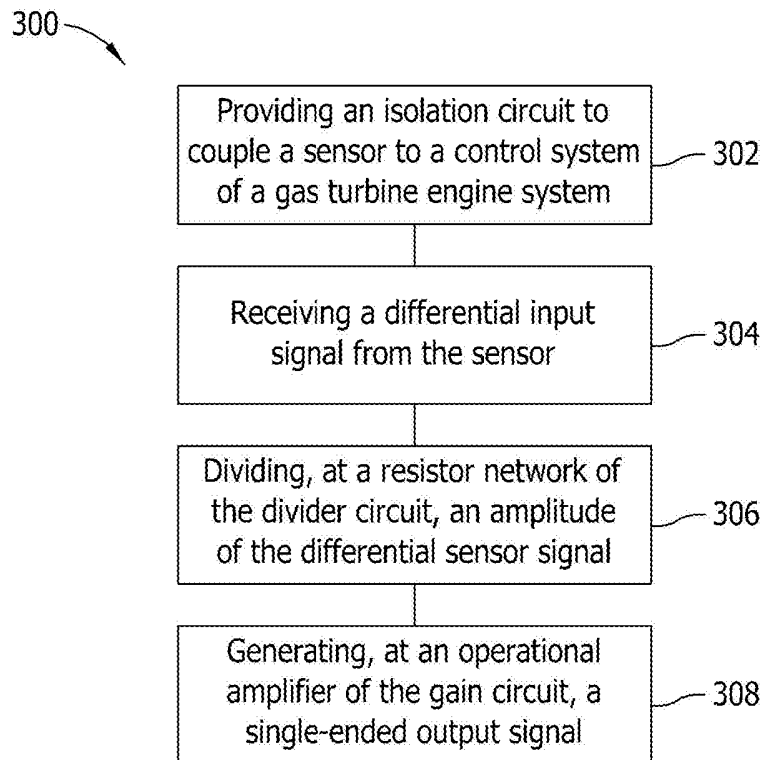 300
Providing an isolation circuit to
couple a sensor to a control system
of a gas turbine engine system
302
Receiving a differential input
signal from the sensor
304
Dividing, at a resistor network of
the divider circuit, an amplitude
of the differential sensor signal
306
Generating, at an operational
amplifier of the gain circuit, a
single-ended output signal
308